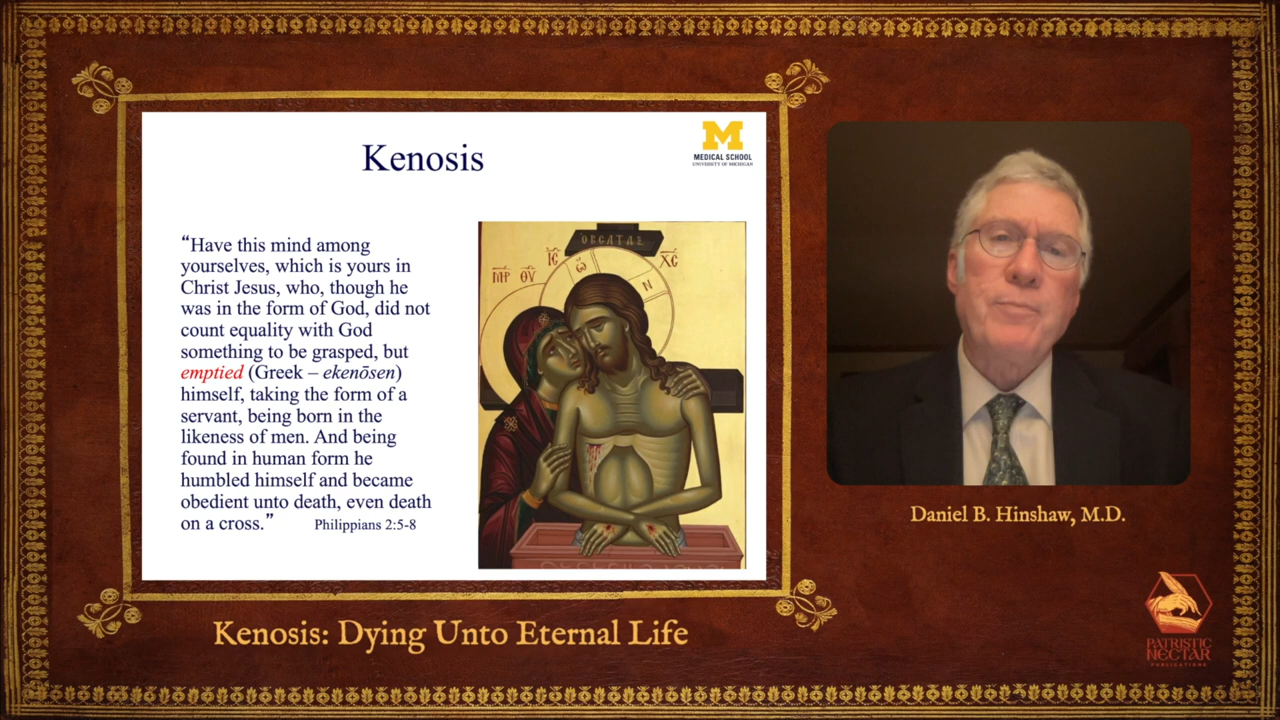 Kenosis
M
MEDICAL SCHOOL
UNIVERSITY OF MICHIGAN
“Have this mind among
yourselves, which is yours in
Christ Jesus, who, though he
was in the form of God, did not
count equality with God
something to be grasped, but
emptied (Greek – ekenōsen)
himself, taking the form of a
servant, being born in the
likeness of men. And being
found in human form he
humbled himself and became
obedient unto death, even death
on a cross.” Philippians 2:5-8
ΜΡ ΘΥ
ΙC ΧC
Daniel B. Hinshaw, M.D.
Kenosis: Dying Unto Eternal Life
PATRISTIC
NECTAR
PUBLICATIONS